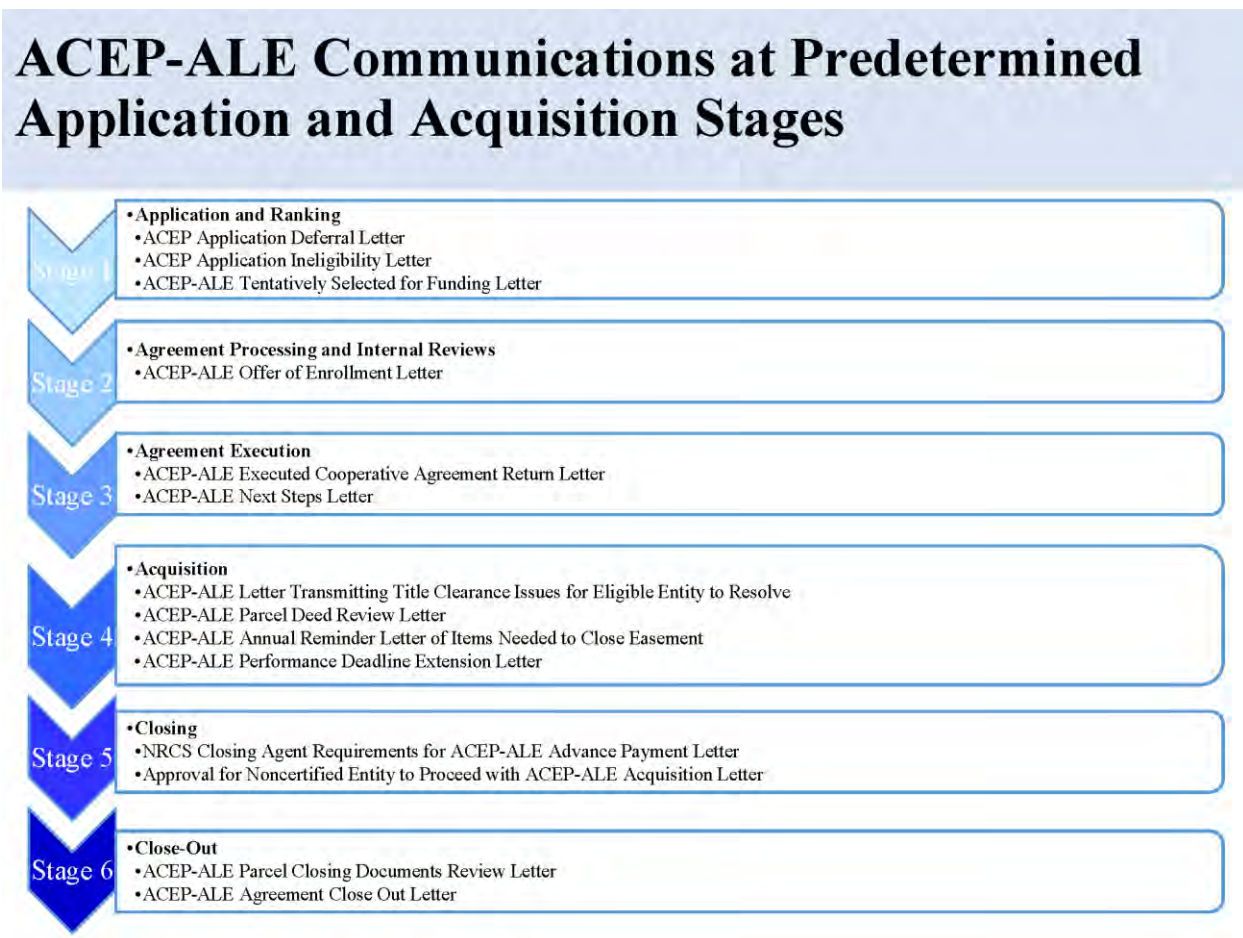 ACEP-ALE Communications at Predetermined
Application and Acquisition Stages
Stage 1
•Application and Ranking
•ACEP Application Deferral Letter
•ACEP Application Ineligibility Letter
•ACEP-ALE Tentatively Selected for Funding Letter
Stage 2
•Agreement Processing and Internal Reviews
•ACEP-ALE Offer of Enrollment Letter
Stage 3
•Agreement Execution
•ACEP-ALE Executed Cooperative Agreement Return Letter
•ACEP-ALE Next Steps Letter
Stage 4
•Acquisition
•ACEP-ALE Letter Transmitting Title Clearance Issues for Eligible Entity to Resolve
•ACEP-ALE Parcel Deed Review Letter
•ACEP-ALE Annual Reminder Letter of Items Needed to Close Easement
•ACEP-ALE Performance Deadline Extension Letter
Stage 5
•Closing
•NRCS Closing Agent Requirements for ACEP-ALE Advance Payment Letter
•Approval for Noncertified Entity to Proceed with ACEP-ALE Acquisition Letter
Stage 6
•Close-Out
•ACEP-ALE Parcel Closing Documents Review Letter
•ACEP-ALE Agreement Close Out Letter